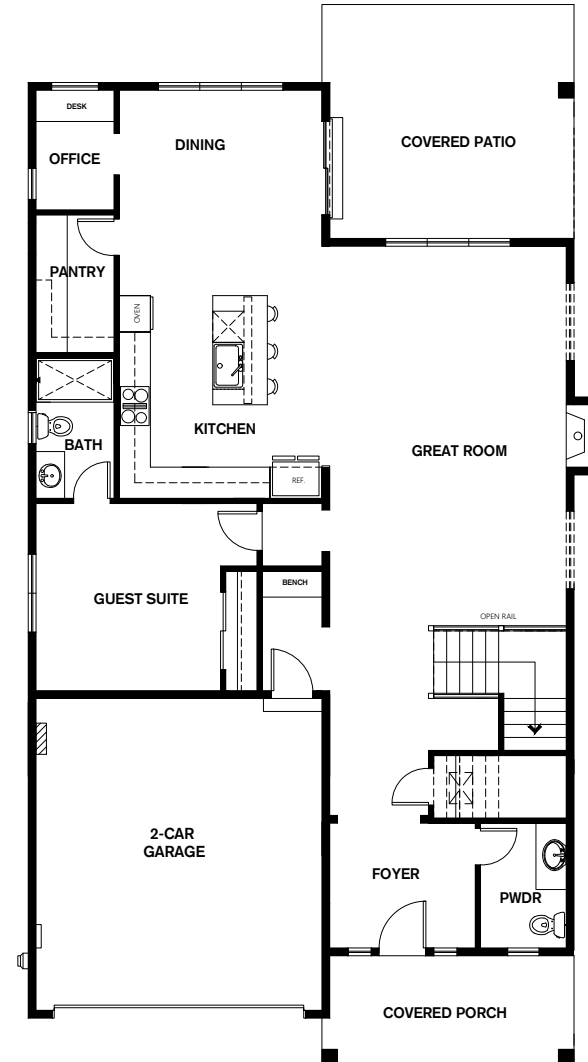 DESK
OFFICE
DINING
COVERED PATIO
PANTRY
OVEN
KITCHEN
BATH
GREAT ROOM
REF.
GUEST SUITE
BENCH
OPEN RAIL
2-CAR
GARAGE
FOYER
PWDR
COVERED PORCH